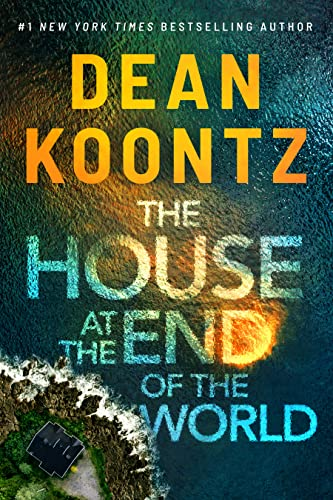 #1 NEW YORK TIMES BESTSELLING AUTHOR
DEAN
KOONTZ
THE
HOUSE
AT END
THE
OF THE
WORLD